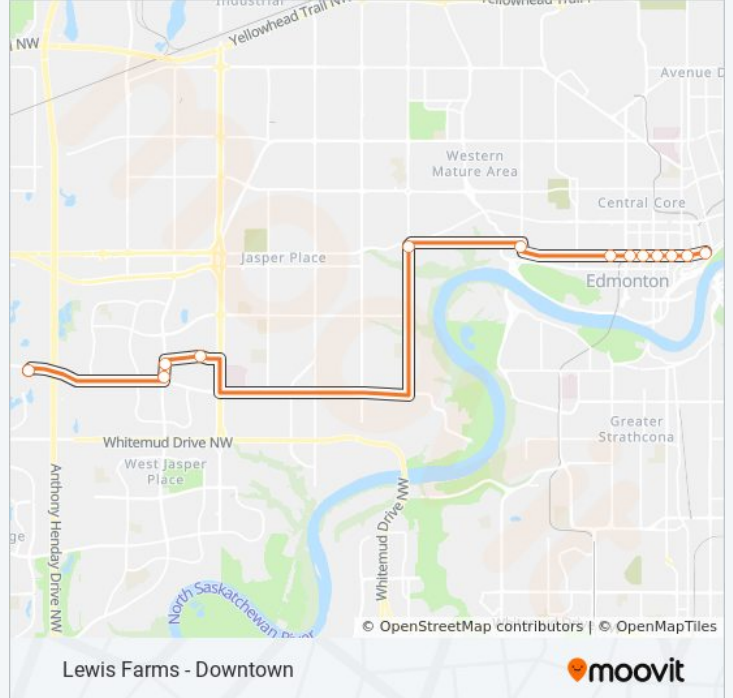 Industrial
Yellowhead Trail NW
Yellowhead Trail
NW
Avenue D
Western
Mature Area
Central Core
Jasper Place
Edmonton
Greater
Strathcona
Whitemud Drive NW
West Jasper
Place
ge
Anthony Henday Drive NW
Whitemud Drive NW
North Saskatchewan River
© OpenStreetMap contributors | © OpenMapTiles
Lewis Farms - Downtown
moovit